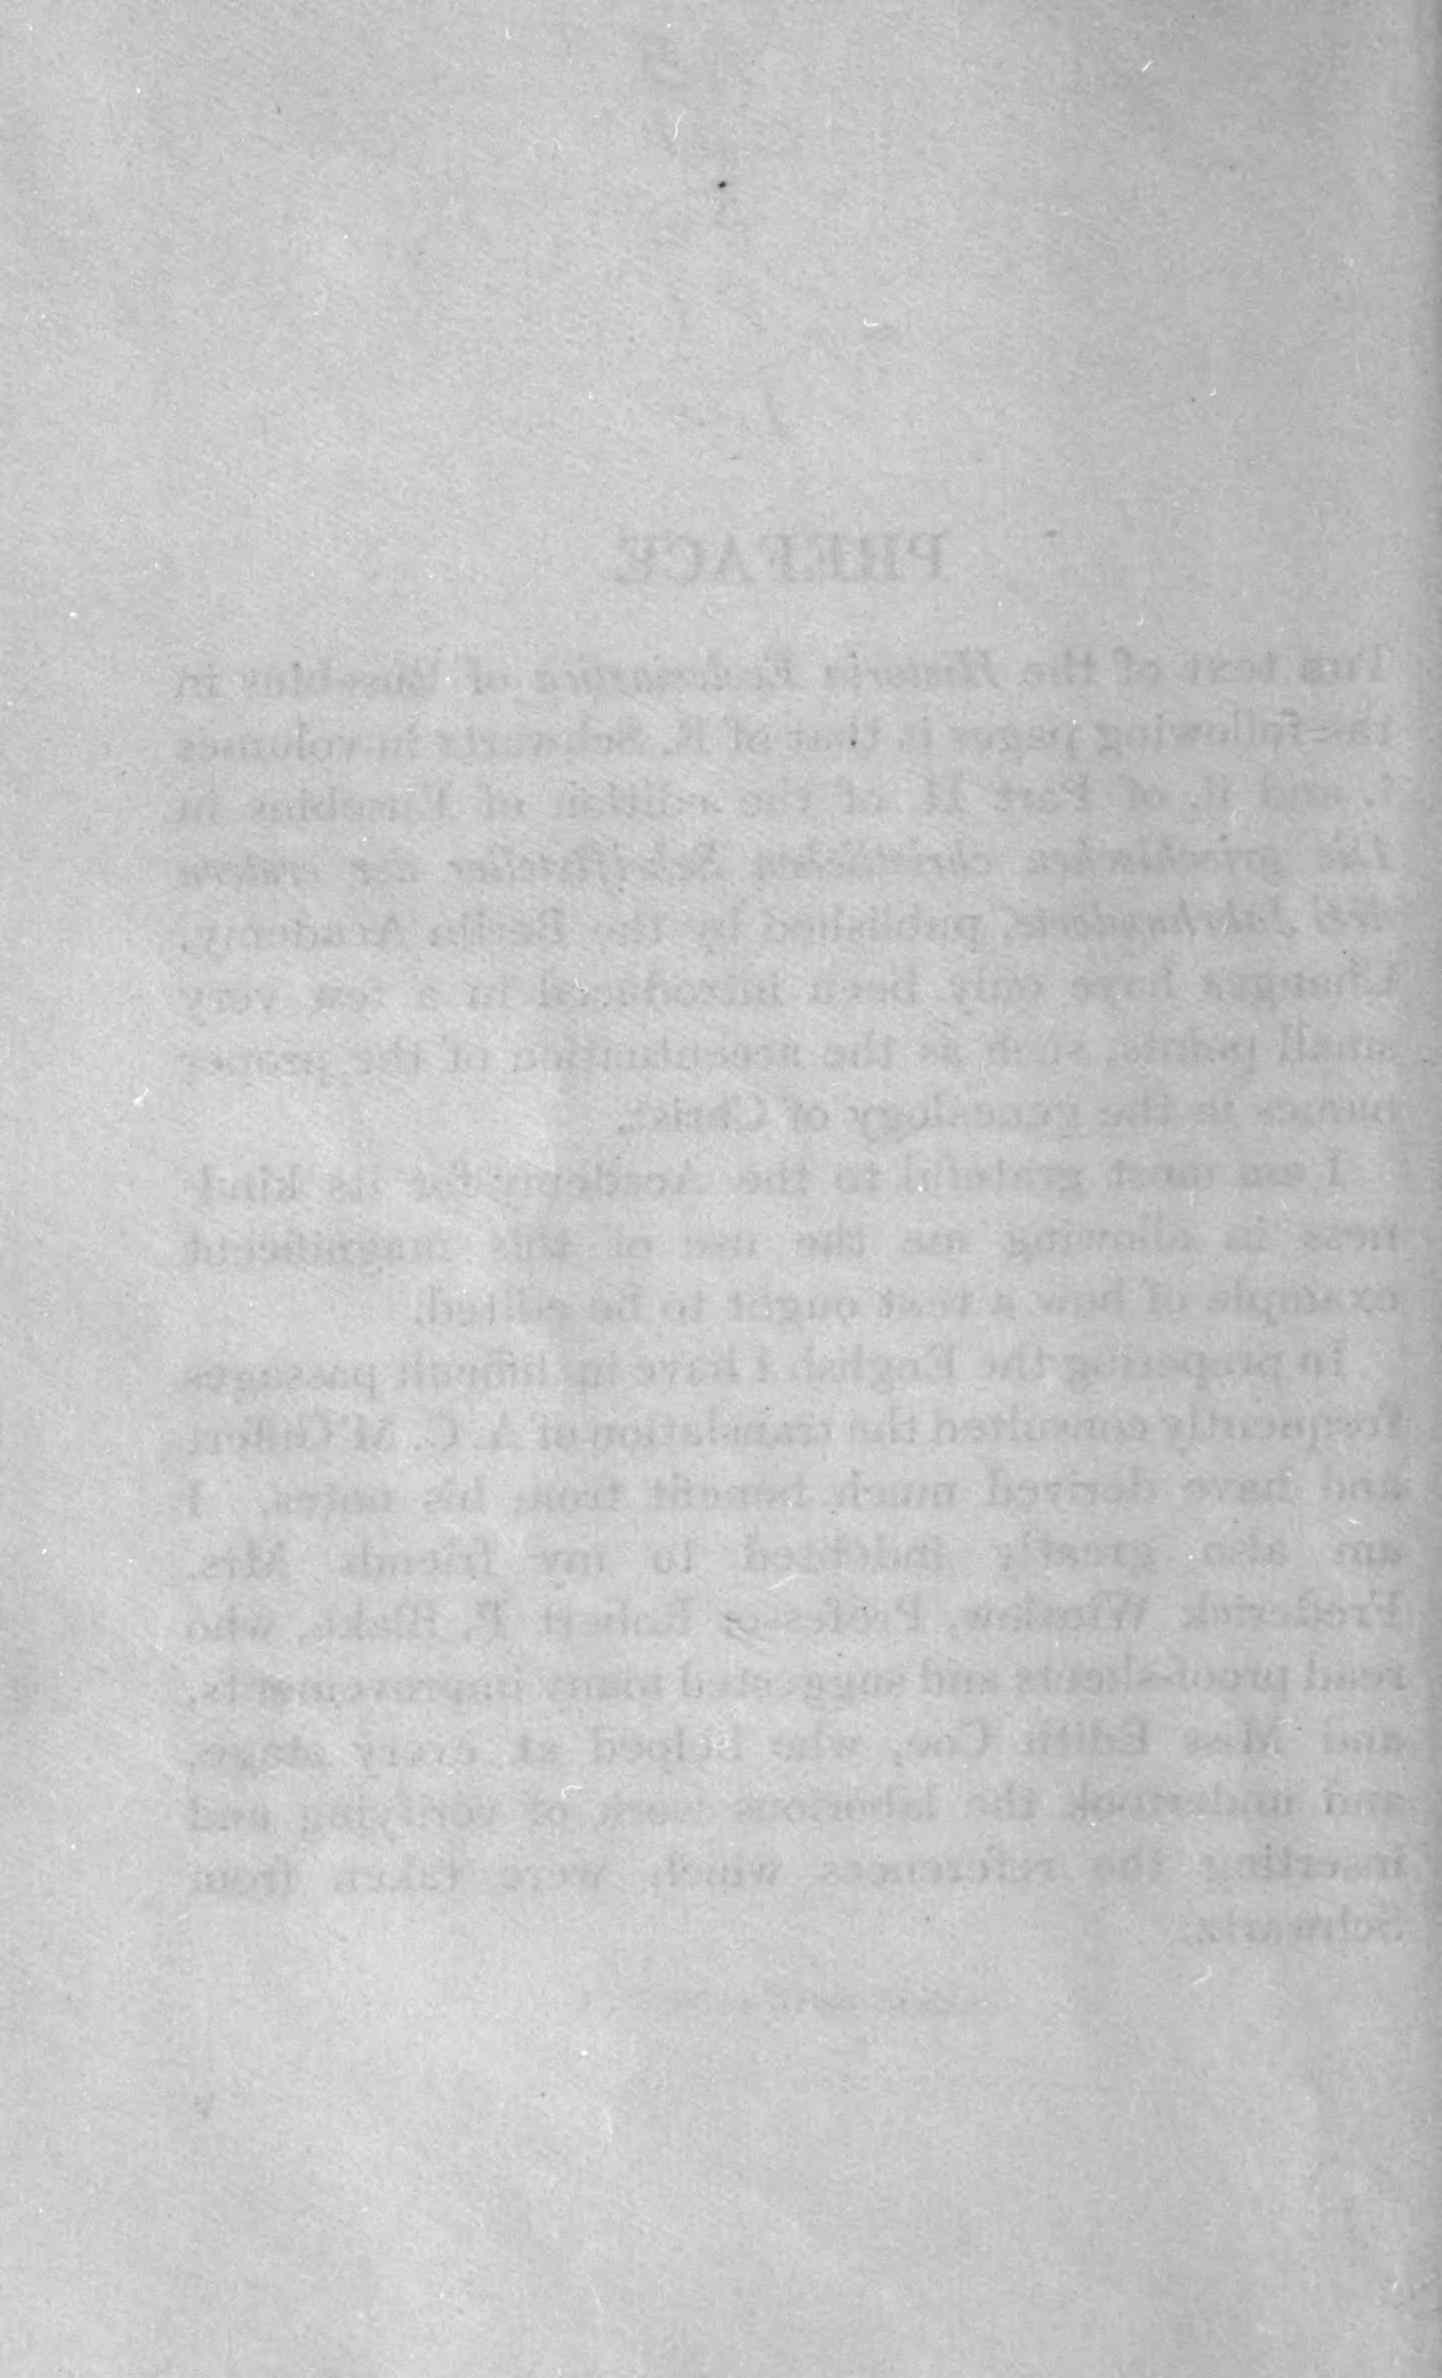 PREFACE
text of the Historia Ecclesiastica of Eusebius in
following pages is that of E. Schwartz in volumes
i. and ii. of Part II of the edition of Eusebius in
griechischen christlichen Schriftsteller der ersten
Jahrhunderte, published by the Berlin Academy.
Changes have only been introduced in a few very
small points, such as the accentuation of the proper
names in the genealogy of Christ.
I am most grateful to the Academy for its kind-
ness in allowing me the use of this magnificent
example of how a text ought to be edited.
In preparing the English I have in difficult passages
frequently consulted the translation of A. C. M'Giffert
and have derived much benefit from his notes. I
am also greatly indebted to my friends Mrs.
Frederick Winslow, Professor Robert P. Blake, who
read proof-sheets and suggested many improvements,
and Miss Edith Coe, who helped at every stage,
and undertook the laborious work of verifying and
inserting the references which were taken from
Schwartz.
v